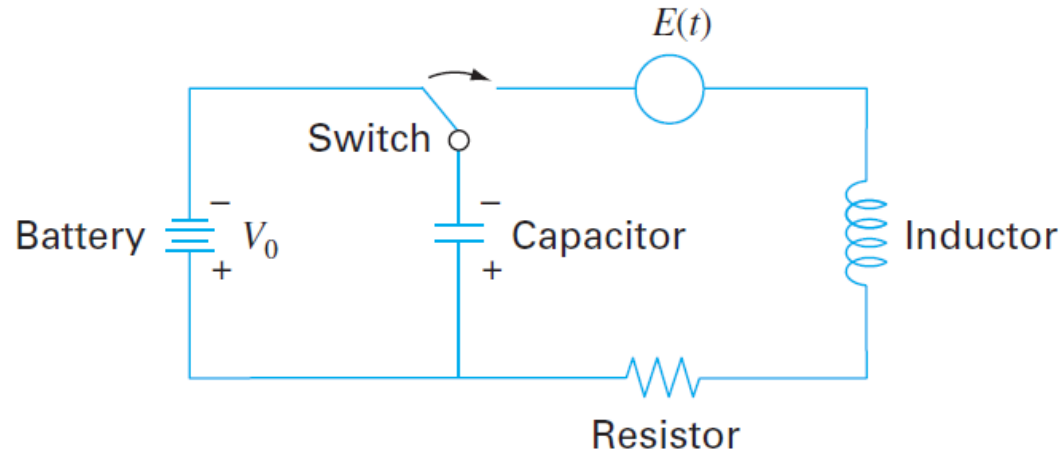 E(t)
Switch
Battery
−
V0
+
−
Capacitor
+
Inductor
Resistor